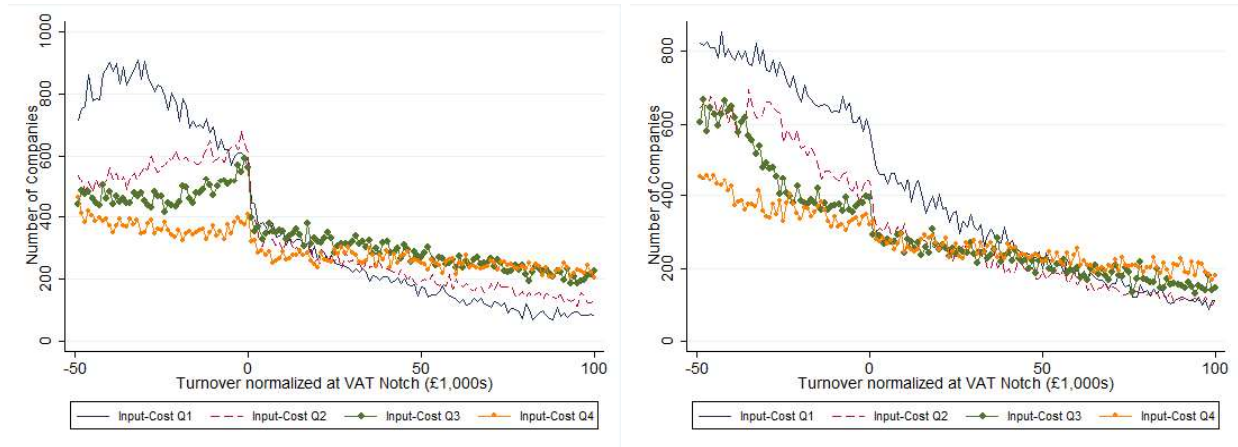 Number of Companies
1000
800
600
400
200
0
-50
0
50
100
Turnover normalized at VAT Notch (£1,000s)
Input-Cost Q1
Input-Cost Q2
Input-Cost Q3
Input-Cost Q4
Number of Companies
800
600
400
200
0
-50
0
50
100
Turnover normalized at VAT Notch (£1,000s)
Input-Cost Q1
Input-Cost Q2
Input-Cost Q3
Input-Cost Q4